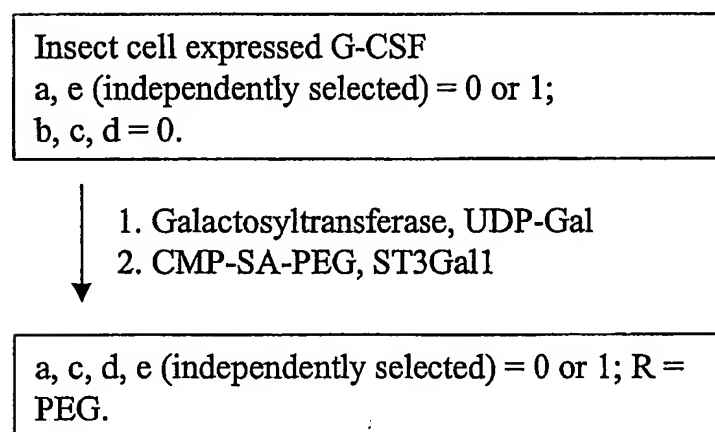 Insect cell expressed G-CSF
a, e (independently selected) = 0 or 1;
b, c, d = 0.
1. Galactosyltransferase, UDP-Gal
2. CMP-SA-PEG, ST3Gal1
a, c, d, e (independently selected) = 0 or 1; R =
PEG.